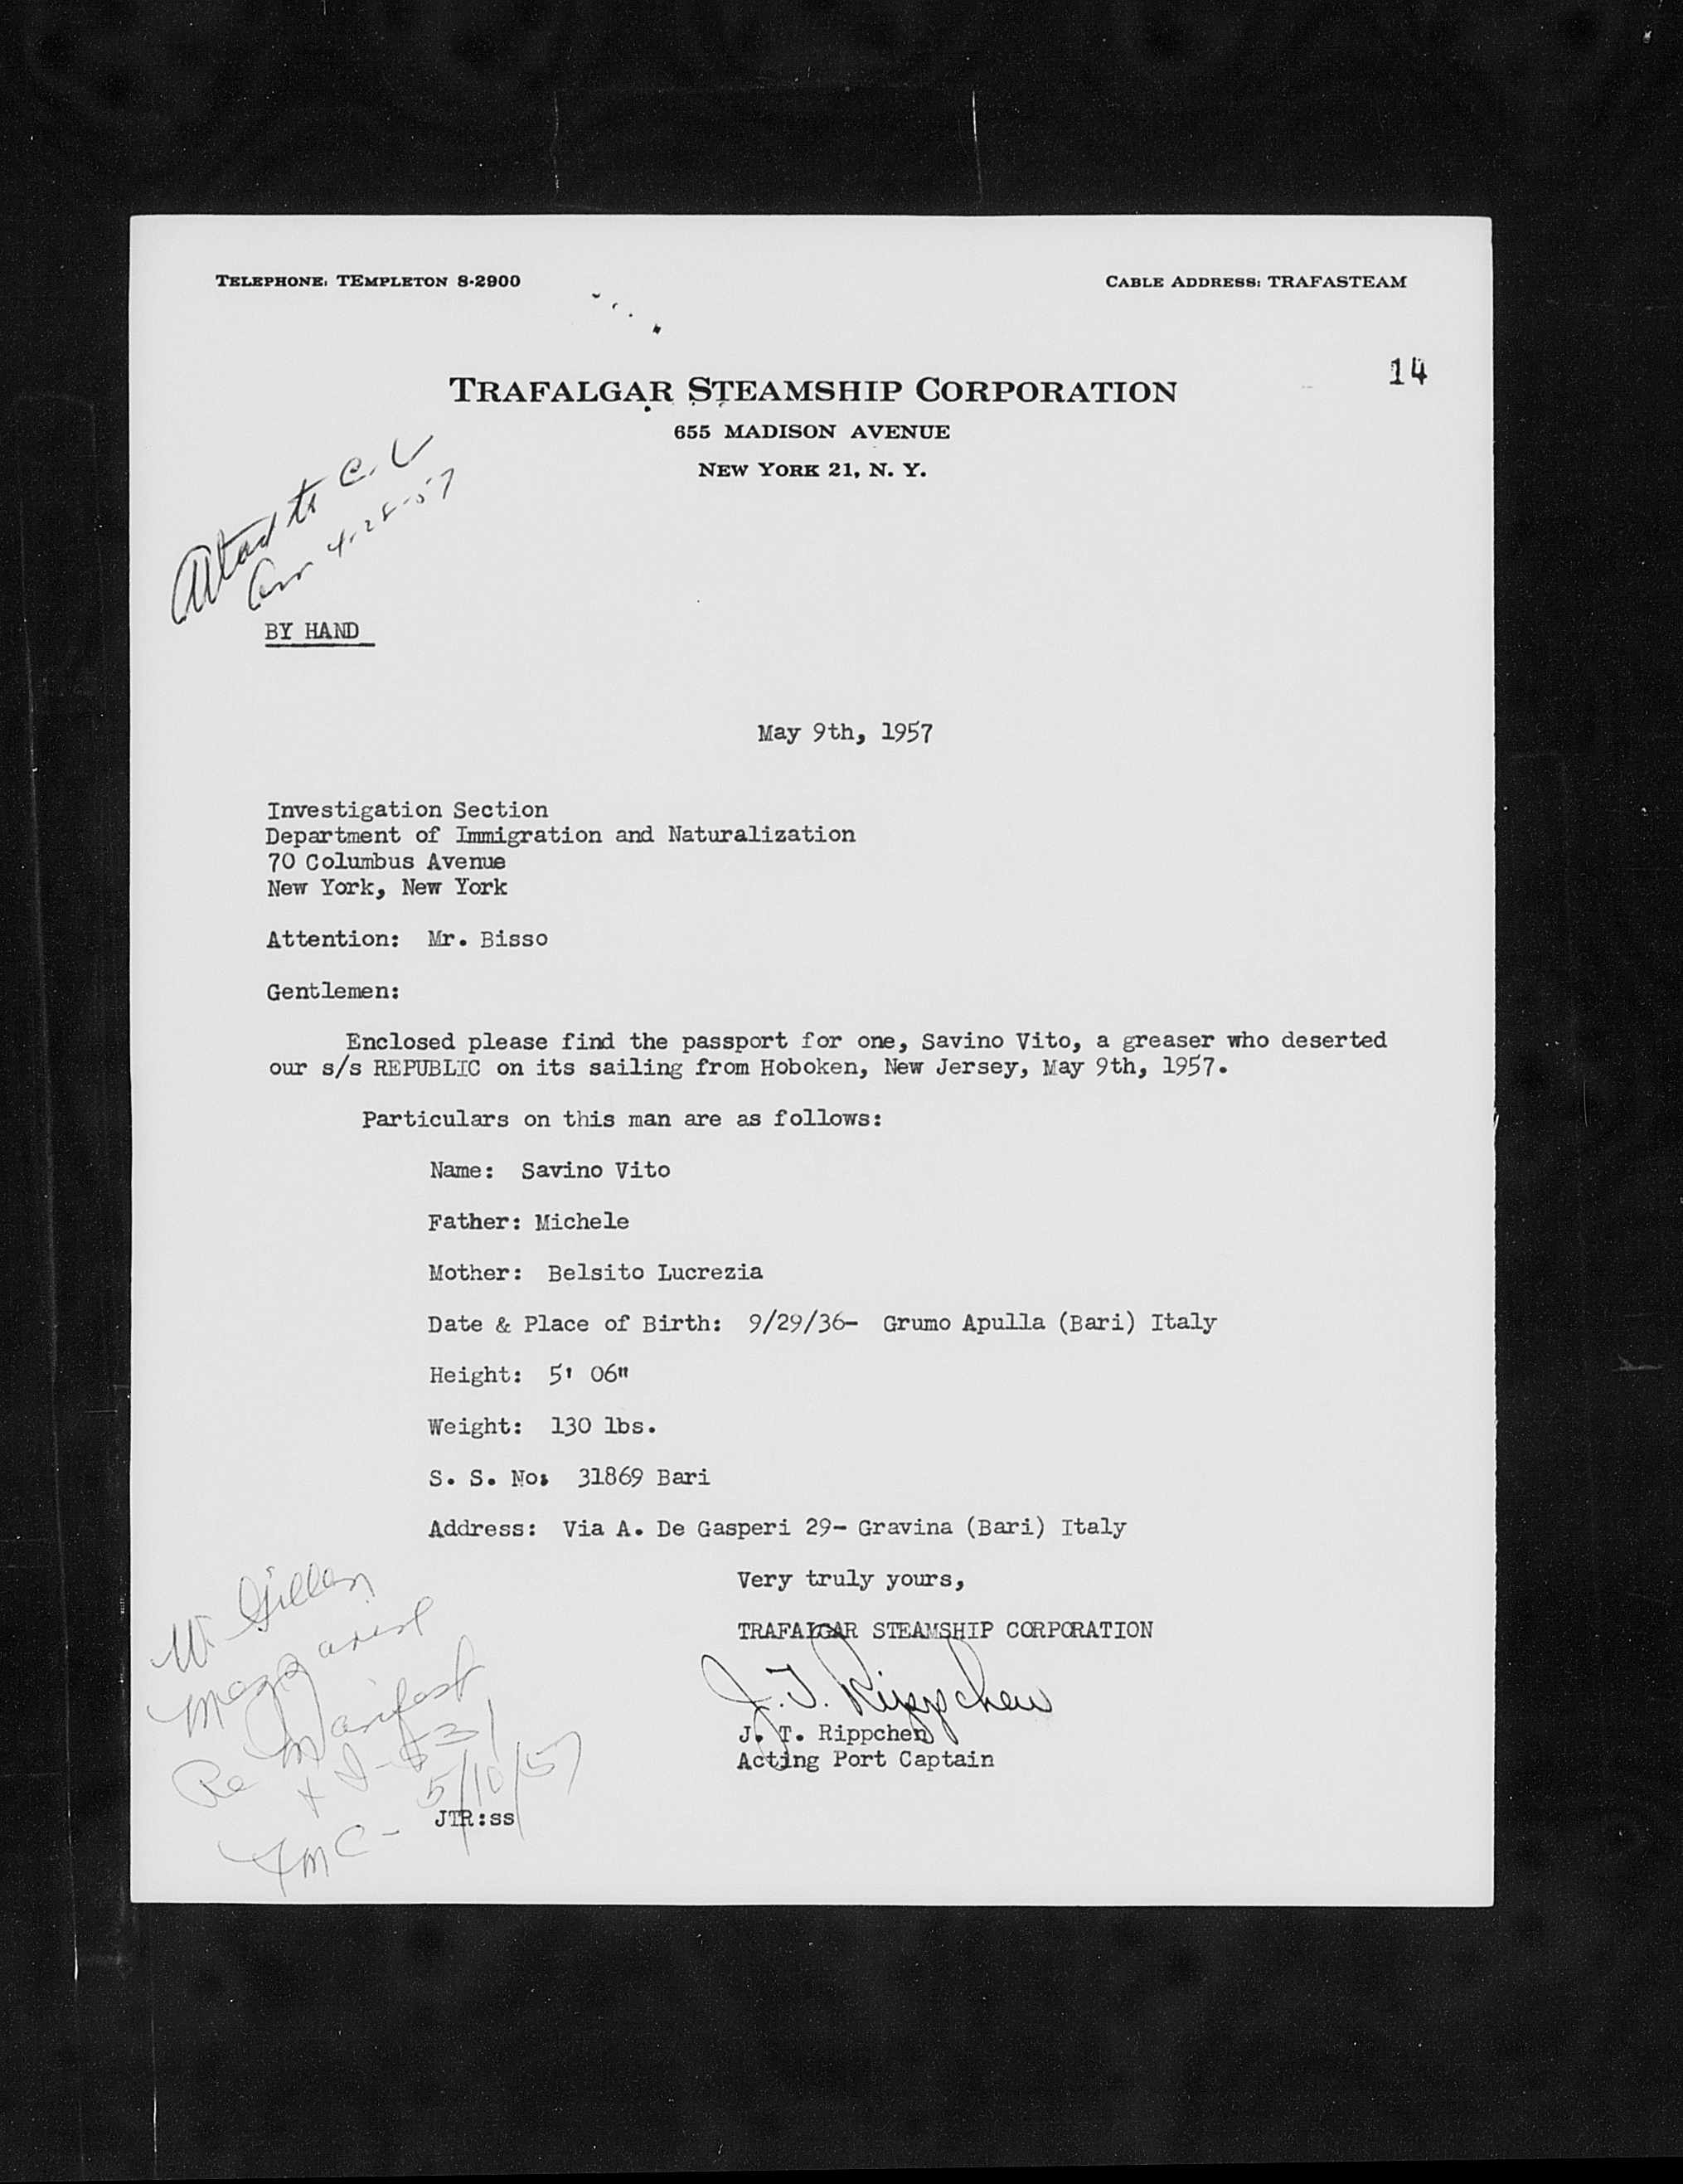 TELEPHONE: TEMPLETON 8-2900
CABLE ADDRESS: TRAFASTEAM
14
TRAFALGAR STEAMSHIP CORPORATION
655 MADISON AVENUE
NEW YORK 21, N. Y.
to C. L
4-28-57
BY HAND
May 9th, 1957
Investigation Section
Department of Immigration and Naturalization
70 Columbus Avenue
New York, New York
Attention: Mr. Bisso
Gentlemen:
Enclosed please find the passport for one, Savino Vito, a greaser who deserted
our s/s REPUBLIC on its sailing from Hoboken, New Jersey, May 9th, 1957.
Particulars on this man are as follows:
Name: Savino Vito
Father: Michele
Mother: Belsito Lucrezia
Date & Place of Birth: 9/29/36- Grumo Apulla (Bari) Italy
Height: 5' 06"
Weight: 130 lbs.
S. S. No: 31869 Bari
Address: Via A. De Gasperi 29- Gravina (Bari) Italy
Very truly yours,
TRAFALGAR STEAMSHIP CORPORATION
J. T. Rippchen
J. T. Rippchen
Acting Port Captain
Re Manifest
5/10/57
JTR:ss